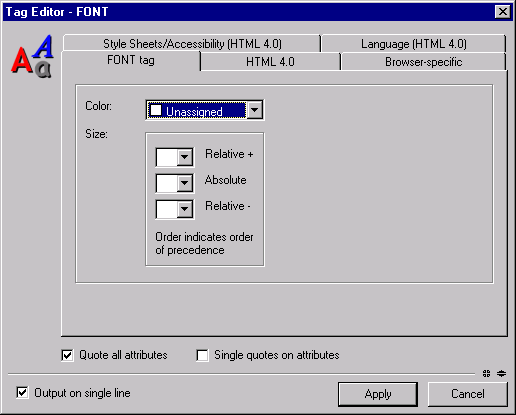 Tag Editor - FONT
Style Sheets/Accessibility (HTML 4.0) Language (HTML 4.0)
FONT tag HTML 4.0 Browser-specific
Color: Unassigned
Size:
Relative +
Absolute
Relative -
Order indicates order
of precedence
Quote all attributes Single quotes on attributes
Output on single line Apply Cancel